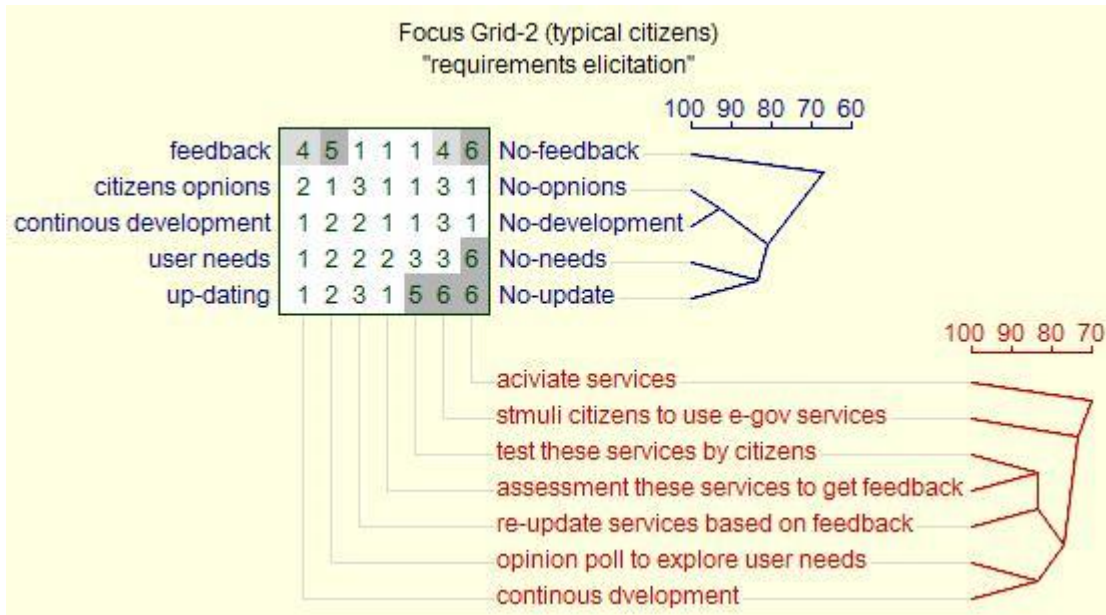 Focus Grid-2 (typical citizens)
"requirements elicitation"
100 90 80 70 60
feedback 4 5 1 1 1 4 6 No-feedback
citizens opnions 2 1 3 1 1 3 1 No-opnions
continous development 1 2 2 1 1 3 1 No-development
user needs 1 2 2 2 3 3 6 No-needs
up-dating 1 2 3 1 5 6 6 No-update
100 90 80 70
aciviate services
stmuli citizens to use e-gov services
test these services by citizens
assessment these services to get feedback
re-update services based on feedback
opinion poll to explore user needs
continous dvelopment